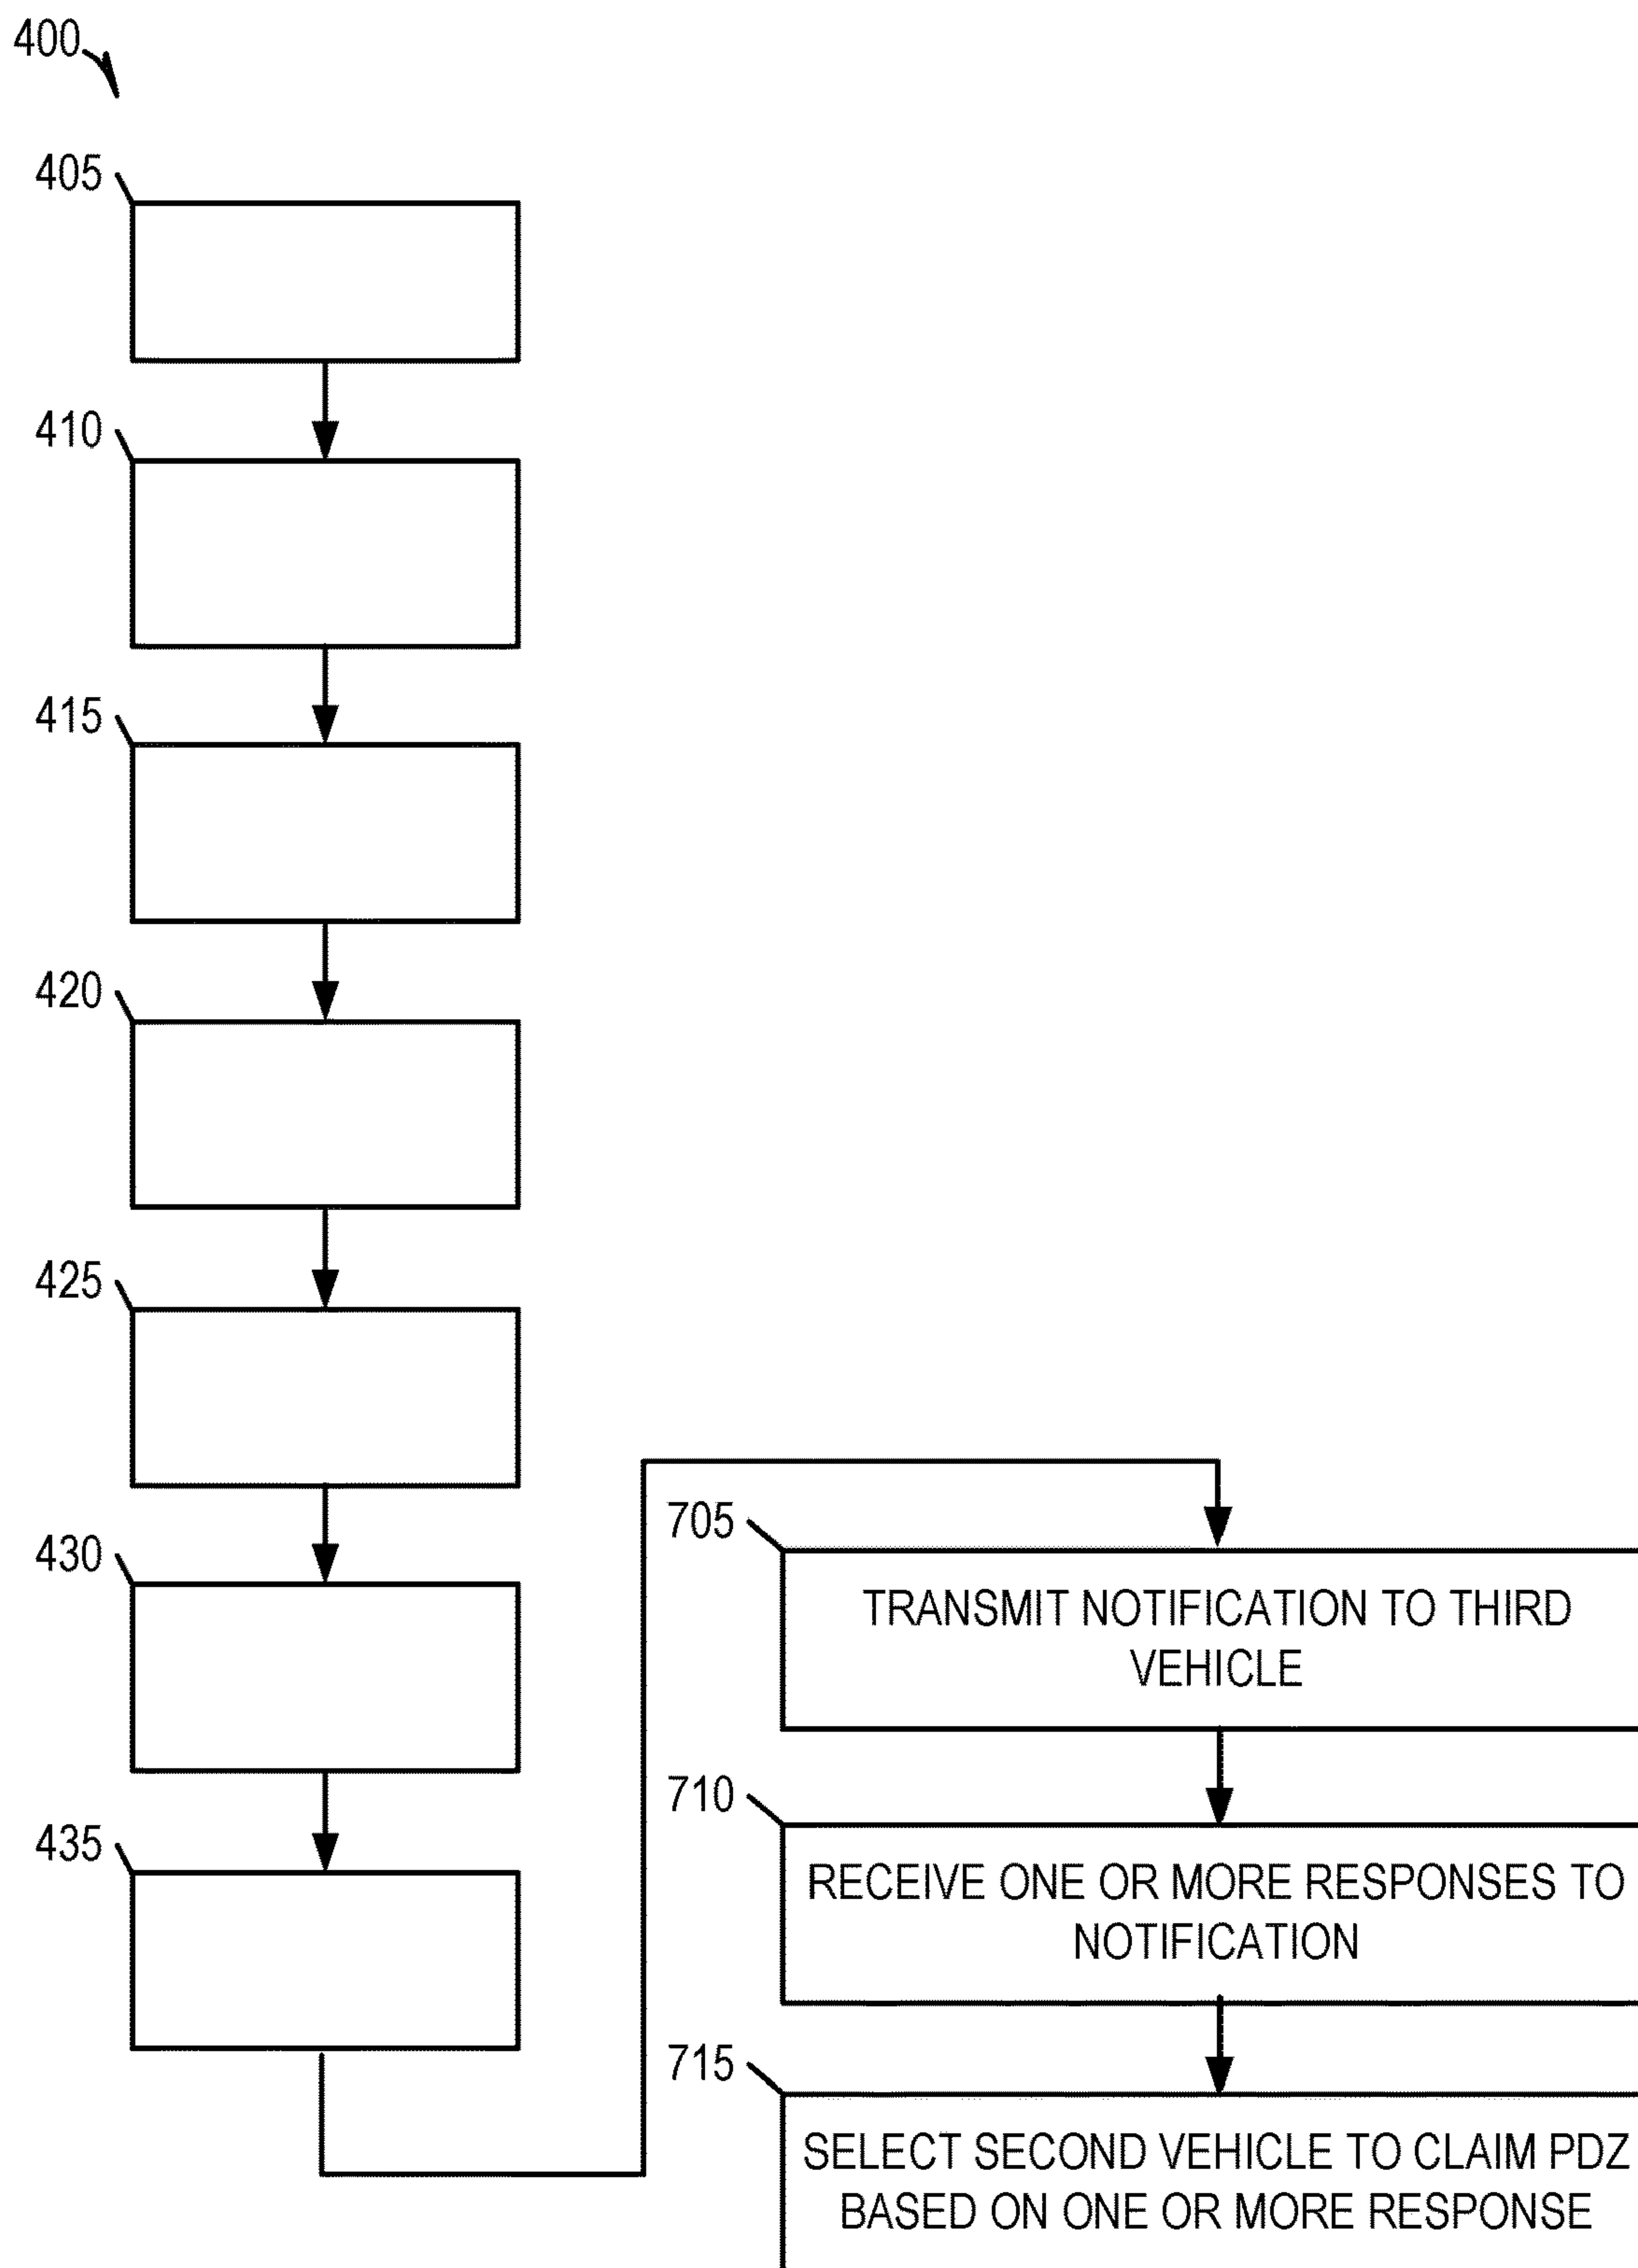 400
405
410
415
420
425
430
435
705
TRANSMIT NOTIFICATION TO THIRD
VEHICLE
710
RECEIVE ONE OR MORE RESPONSES TO
NOTIFICATION
715
SELECT SECOND VEHICLE TO CLAIM PDZ
BASED ON ONE OR MORE RESPONSE